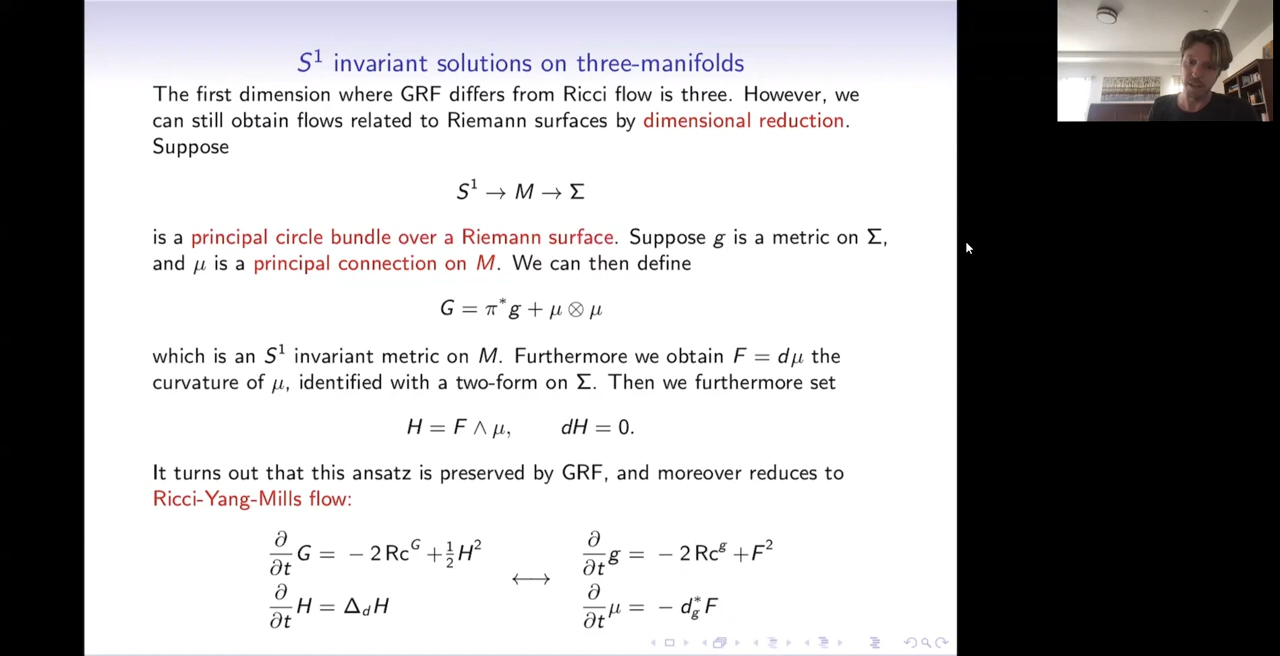 S¹ invariant solutions on three-manifolds
The first dimension where GRF differs from Ricci flow is three. However, we
can still obtain flows related to Riemann surfaces by dimensional reduction.
Suppose
S¹ → M → Σ
is a principal circle bundle over a Riemann surface. Suppose g is a metric on Σ,
and μ is a principal connection on M. We can then define
G = π*g + μ ⊗ μ
which is an S¹ invariant metric on M. Furthermore we obtain F = dμ the
curvature of μ, identified with a two-form on Σ. Then we furthermore set
H = F ∧ μ, dH = 0.
It turns out that this ansatz is preserved by GRF, and moreover reduces to
Ricci-Yang-Mills flow:
∂/∂t G = − 2 Rc^G + ½H² ⟷ ∂/∂t g = − 2 Rc^g + F²
∂/∂t H = Δ_d H ∂/∂t μ = − d*_g F